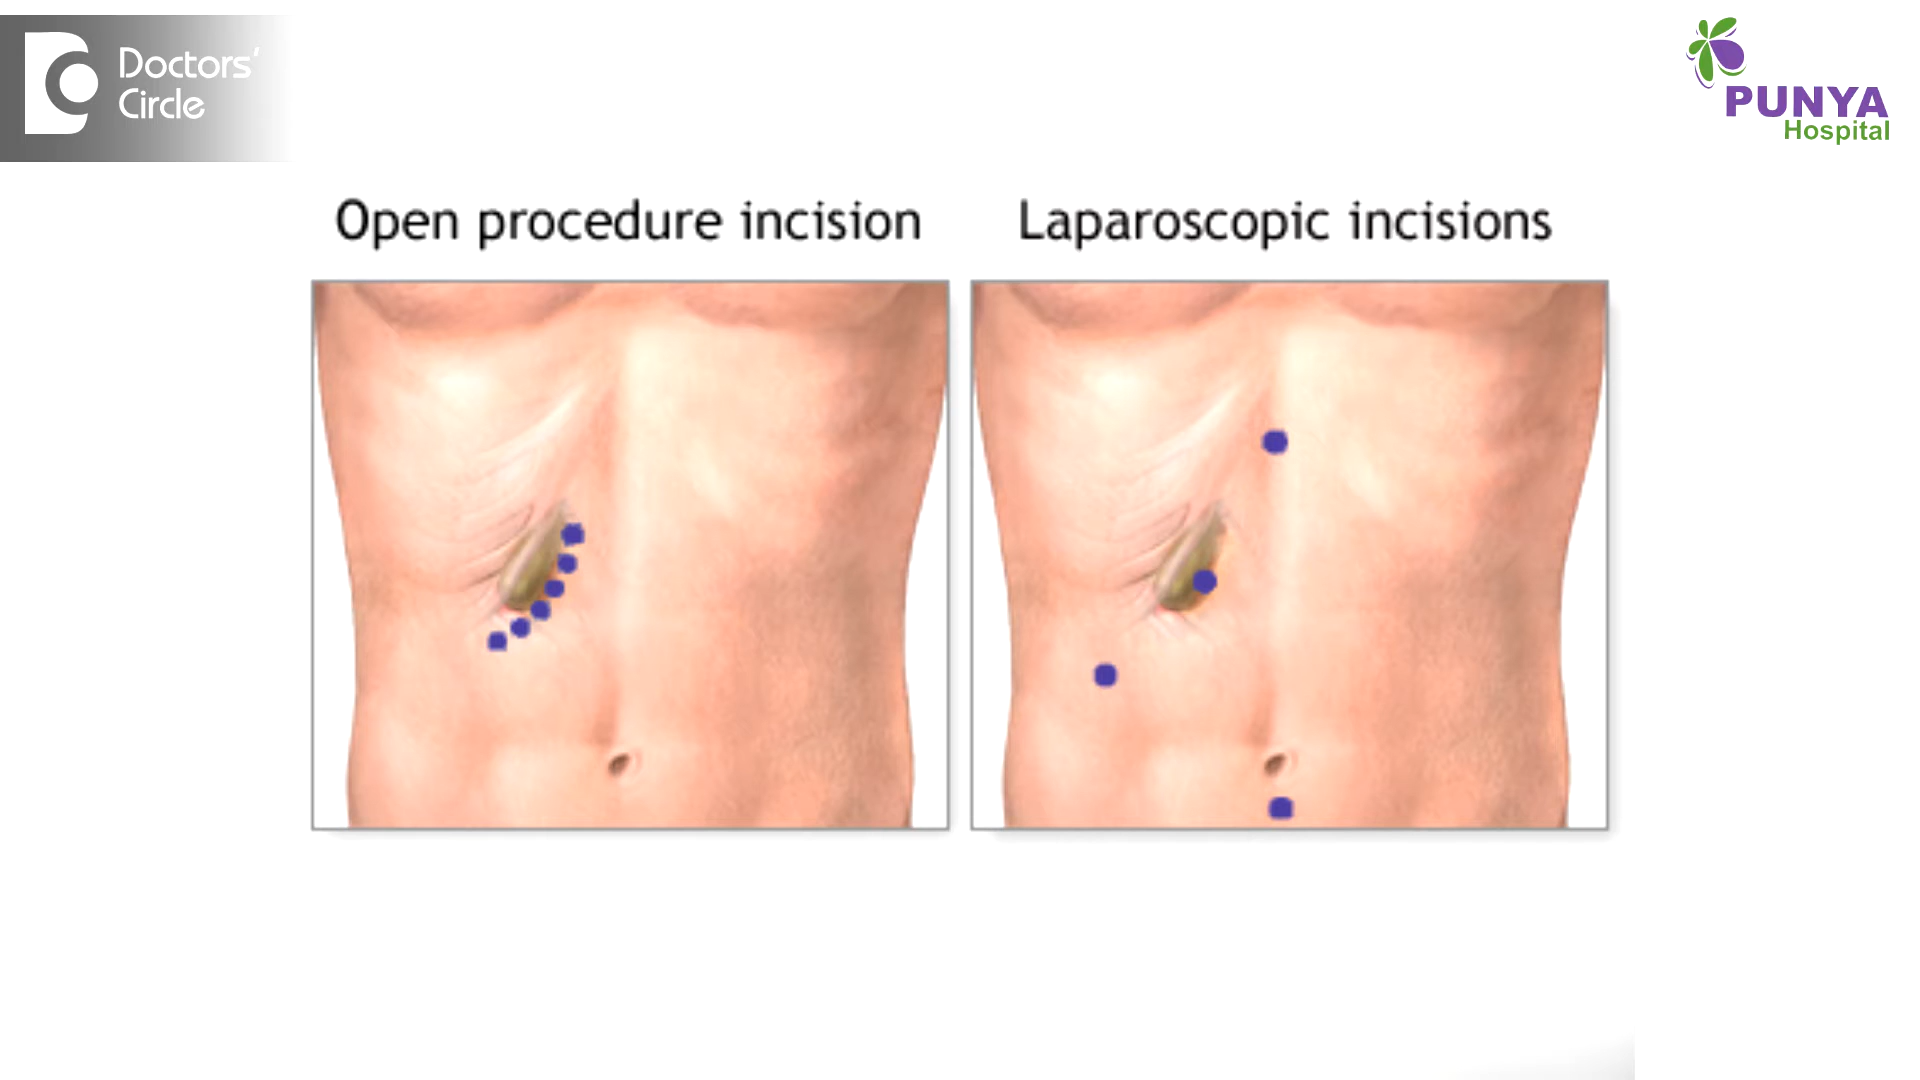 Doctors'
Circle
PUNYA
Hospital
Open procedure incision
Laparoscopic incisions